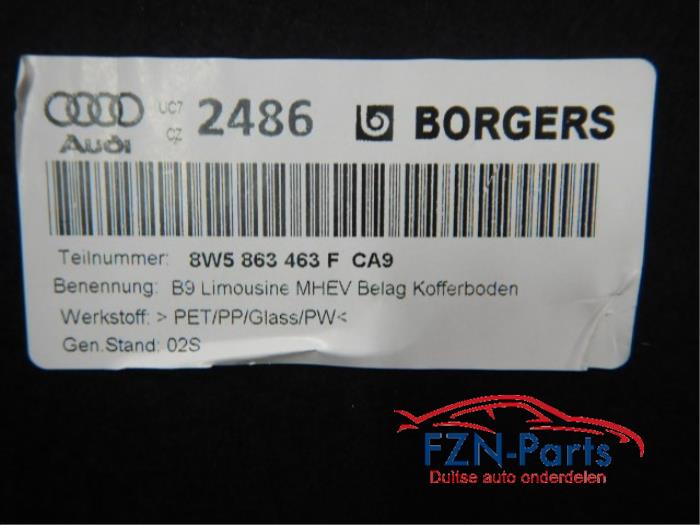 Audi UC7 CZ 2486 BORGERS
Teilnummer: 8W5 863 463 F CA9
Benennung: B9 Limousine MHEV Belag Kofferboden
Werkstoff: > PET/PP/Glass/PW<
Gen.Stand: 02S
FZN-Parts
Duitse auto onderdelen